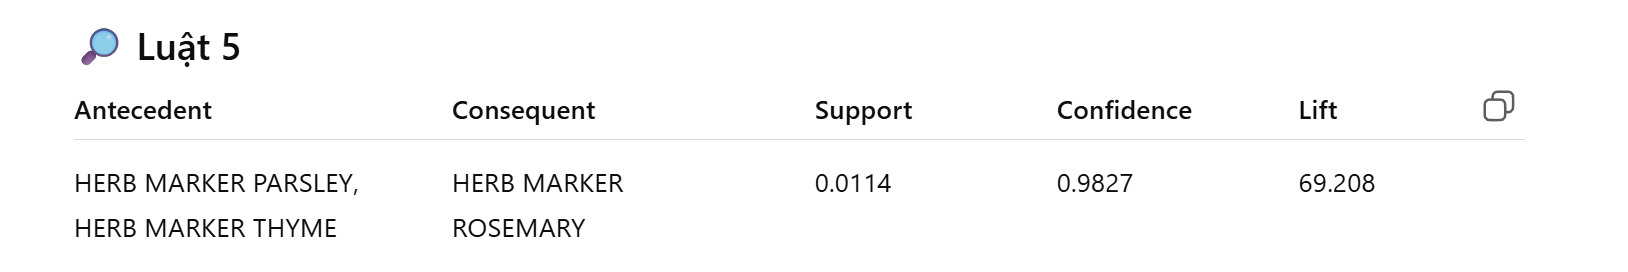 Luật 5
Antecedent Consequent Support Confidence Lift
HERB MARKER PARSLEY, HERB MARKER 0.0114 0.9827 69.208
HERB MARKER THYME ROSEMARY